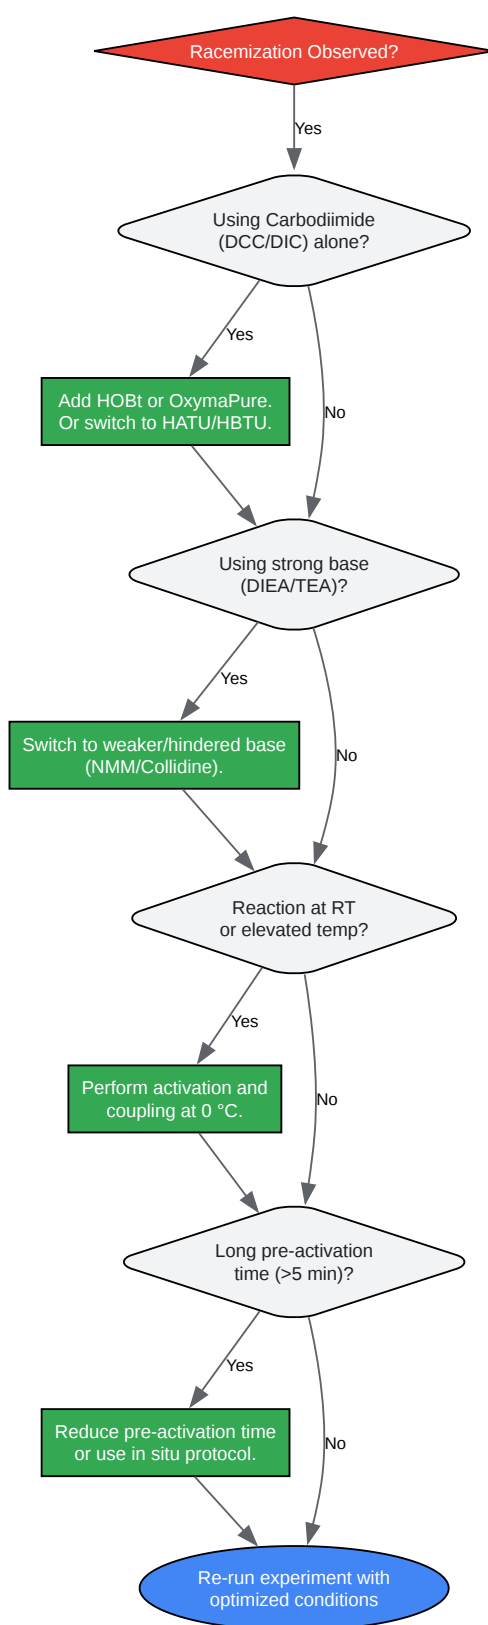 Racemization Observed?
Yes
Using Carbodiimide
(DCC/DIC) alone?
Yes
No
Add HOBt or OxymaPure.
Or switch to HATU/HBTU.
Using strong base
(DIEA/TEA)?
Yes
No
Switch to weaker/hindered base
(NMM/Collidine).
Reaction at RT
or elevated temp?
Yes
No
Perform activation and
coupling at 0 °C.
Long pre-activation
time (>5 min)?
Yes
No
Reduce pre-activation time
or use in situ protocol.
Re-run experiment with
optimized conditions